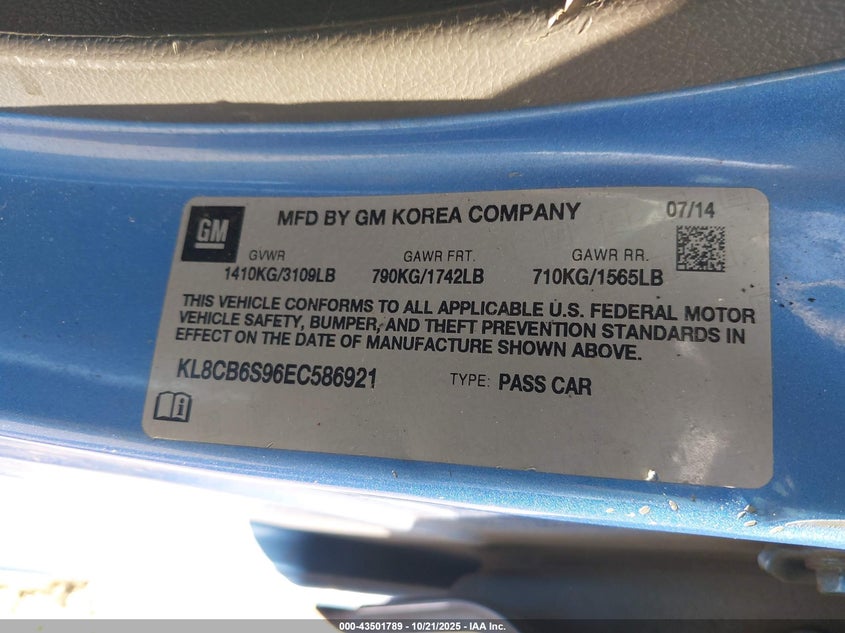 GM
MFD BY GM KOREA COMPANY
07/14
GVWR GAWR FRT. GAWR RR.
1410KG/3109LB 790KG/1742LB 710KG/1565LB
THIS VEHICLE CONFORMS TO ALL APPLICABLE U.S. FEDERAL MOTOR
VEHICLE SAFETY, BUMPER, AND THEFT PREVENTION STANDARDS IN
EFFECT ON THE DATE OF MANUFACTURE SHOWN ABOVE.
KL8CB6S96EC586921 TYPE: PASS CAR
000-43501789 - 10/21/2025 - © IAA Inc.